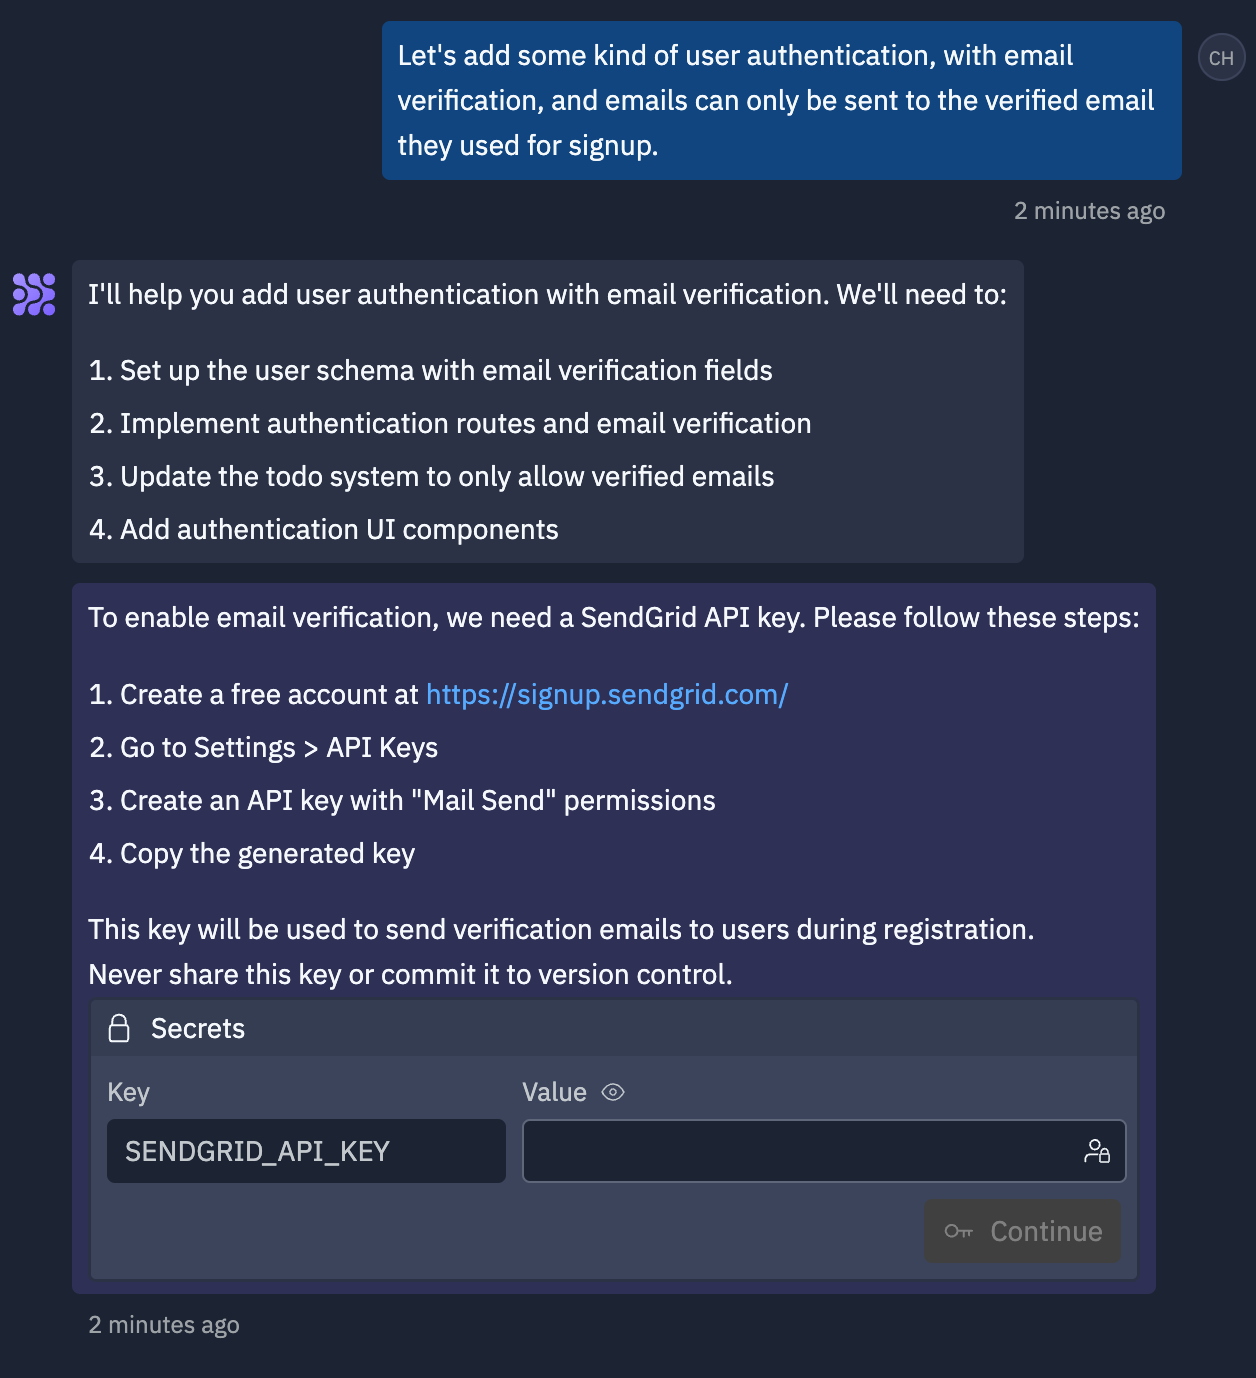 Let's add some kind of user authentication, with email
verification, and emails can only be sent to the verified email
they used for signup.
CH
2 minutes ago
I'll help you add user authentication with email verification. We'll need to:
1. Set up the user schema with email verification fields
2. Implement authentication routes and email verification
3. Update the todo system to only allow verified emails
4. Add authentication UI components
To enable email verification, we need a SendGrid API key. Please follow these steps:
1. Create a free account at https://signup.sendgrid.com/
2. Go to Settings > API Keys
3. Create an API key with "Mail Send" permissions
4. Copy the generated key
This key will be used to send verification emails to users during registration.
Never share this key or commit it to version control.
Secrets
Key
Value
SENDGRID_API_KEY
Continue
2 minutes ago